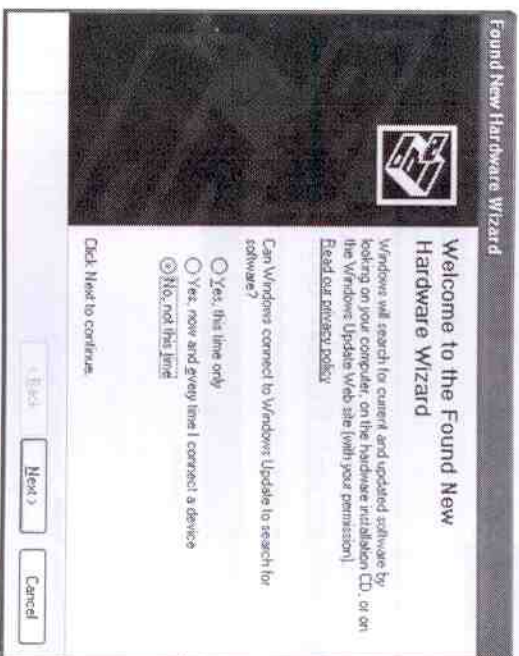 Found New Hardware Wizard
Welcome to the Found New
Hardware Wizard
Windows will search for current and updated software by
looking on your computer, on the hardware installation CD, or on
the Windows Update Web site (with your permission).
Read our privacy policy
Can Windows connect to Windows Update to search for
software?
Yes, this time only
Yes, now and every time I connect a device
No, not this time
Click Next to continue.
< Back
Next >
Cancel